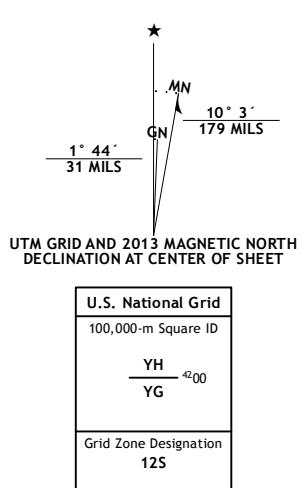 ★
MN
GN
10° 3´
179 MILS
1° 44´
31 MILS
UTM GRID AND 2013 MAGNETIC NORTH
DECLINATION AT CENTER OF SHEET
U.S. National Grid
100,000-m Square ID
YH
⁴²00
YG
Grid Zone Designation
12S